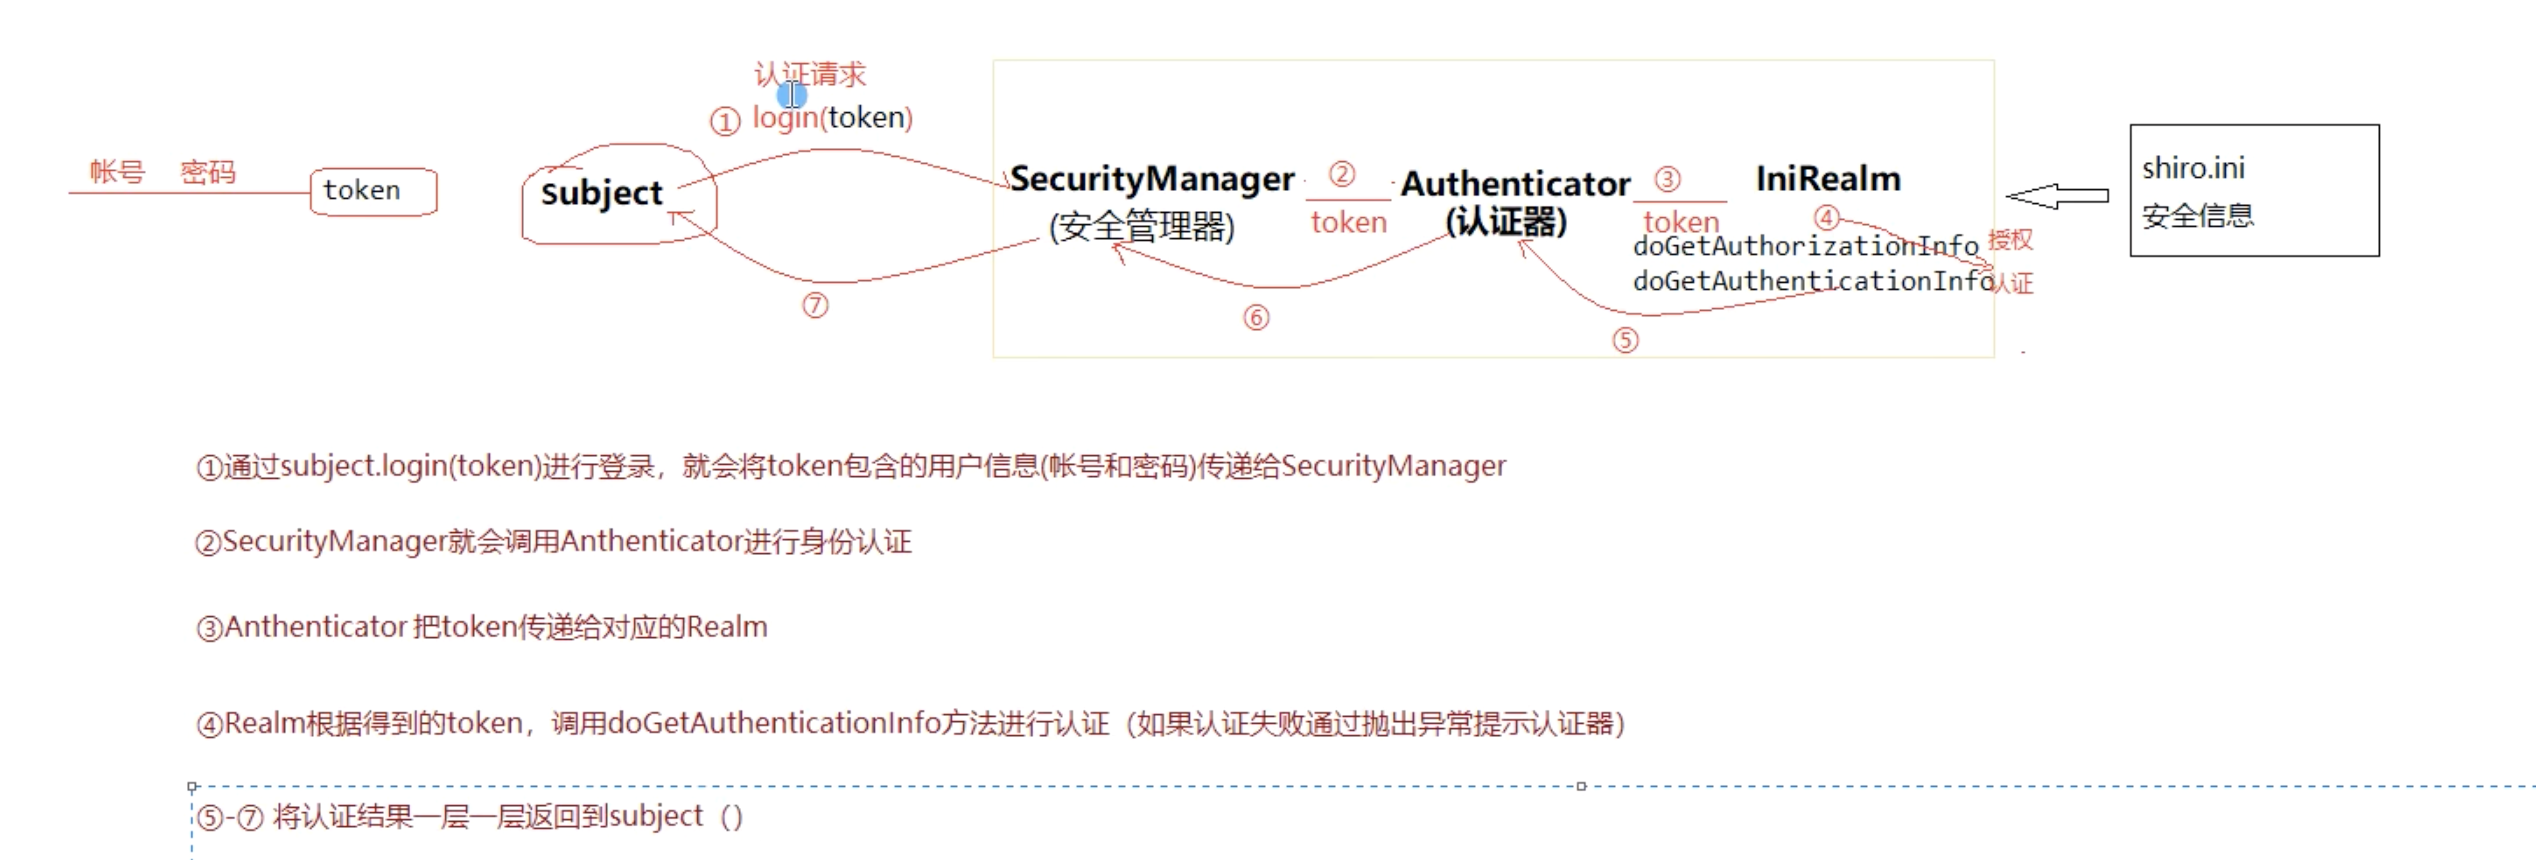 认证请求
① login(token)
帐号 密码 token
Subject
SecurityManager
(安全管理器)
② token
Authenticator
(认证器)
③ token
IniRealm
④
doGetAuthorizationInfo 授权
doGetAuthenticationInfo 认证
shiro.ini
安全信息
⑦
⑥
⑤
①通过subject.login(token)进行登录，就会将token包含的用户信息(帐号和密码)传递给SecurityManager
②SecurityManager就会调用Anthenticator进行身份认证
③Anthenticator 把token传递给对应的Realm
④Realm根据得到的token，调用doGetAuthenticationInfo方法进行认证（如果认证失败通过抛出异常提示认证器）
⑤-⑦ 将认证结果一层一层返回到subject（）